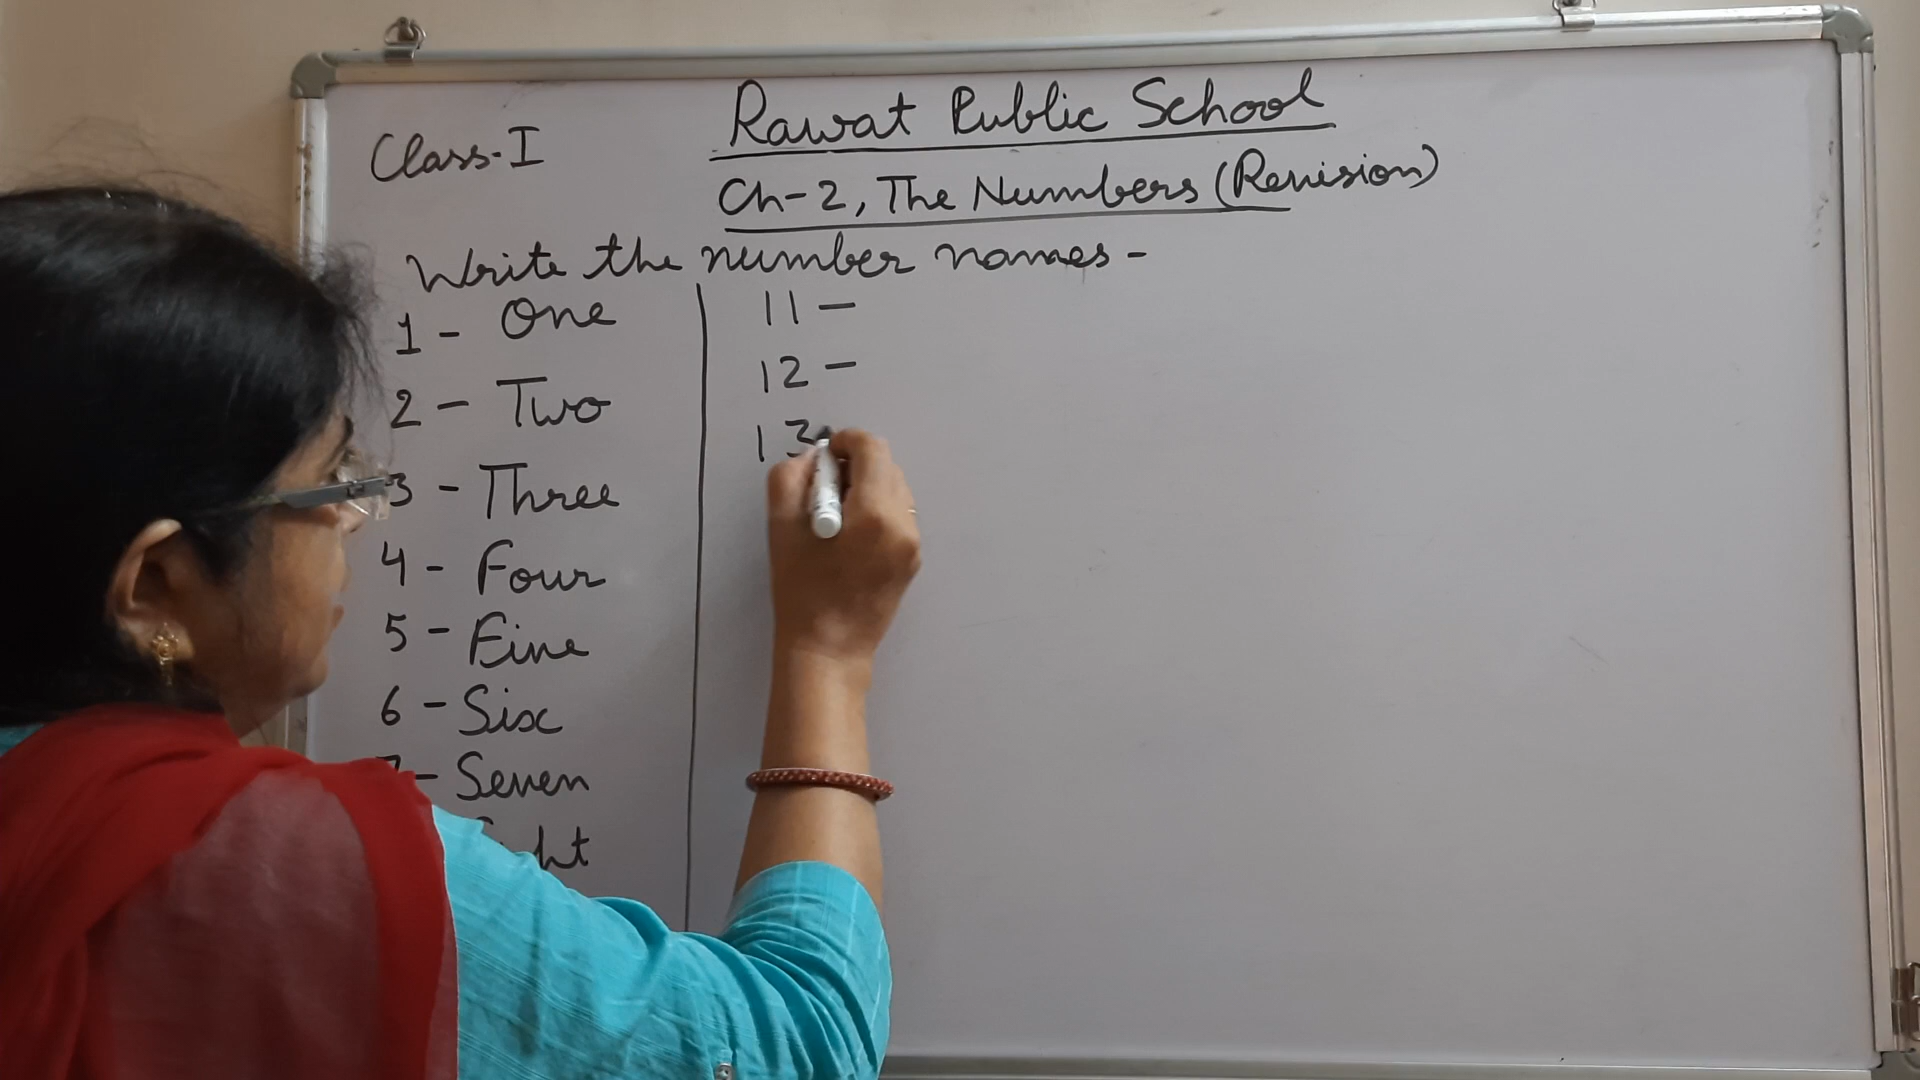 Rawat Public School
Class-I
Ch-2, The Numbers (Revision)
Write the number names -
1 - One
2 - Two
3 - Three
4 - Four
5 - Five
6 - Six
7 - Seven
ght
11 -
12 -
13